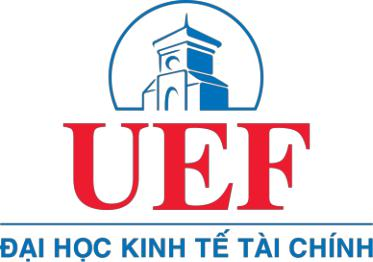 UEF
ĐẠI HỌC KINH TẾ TÀI CHÍNH